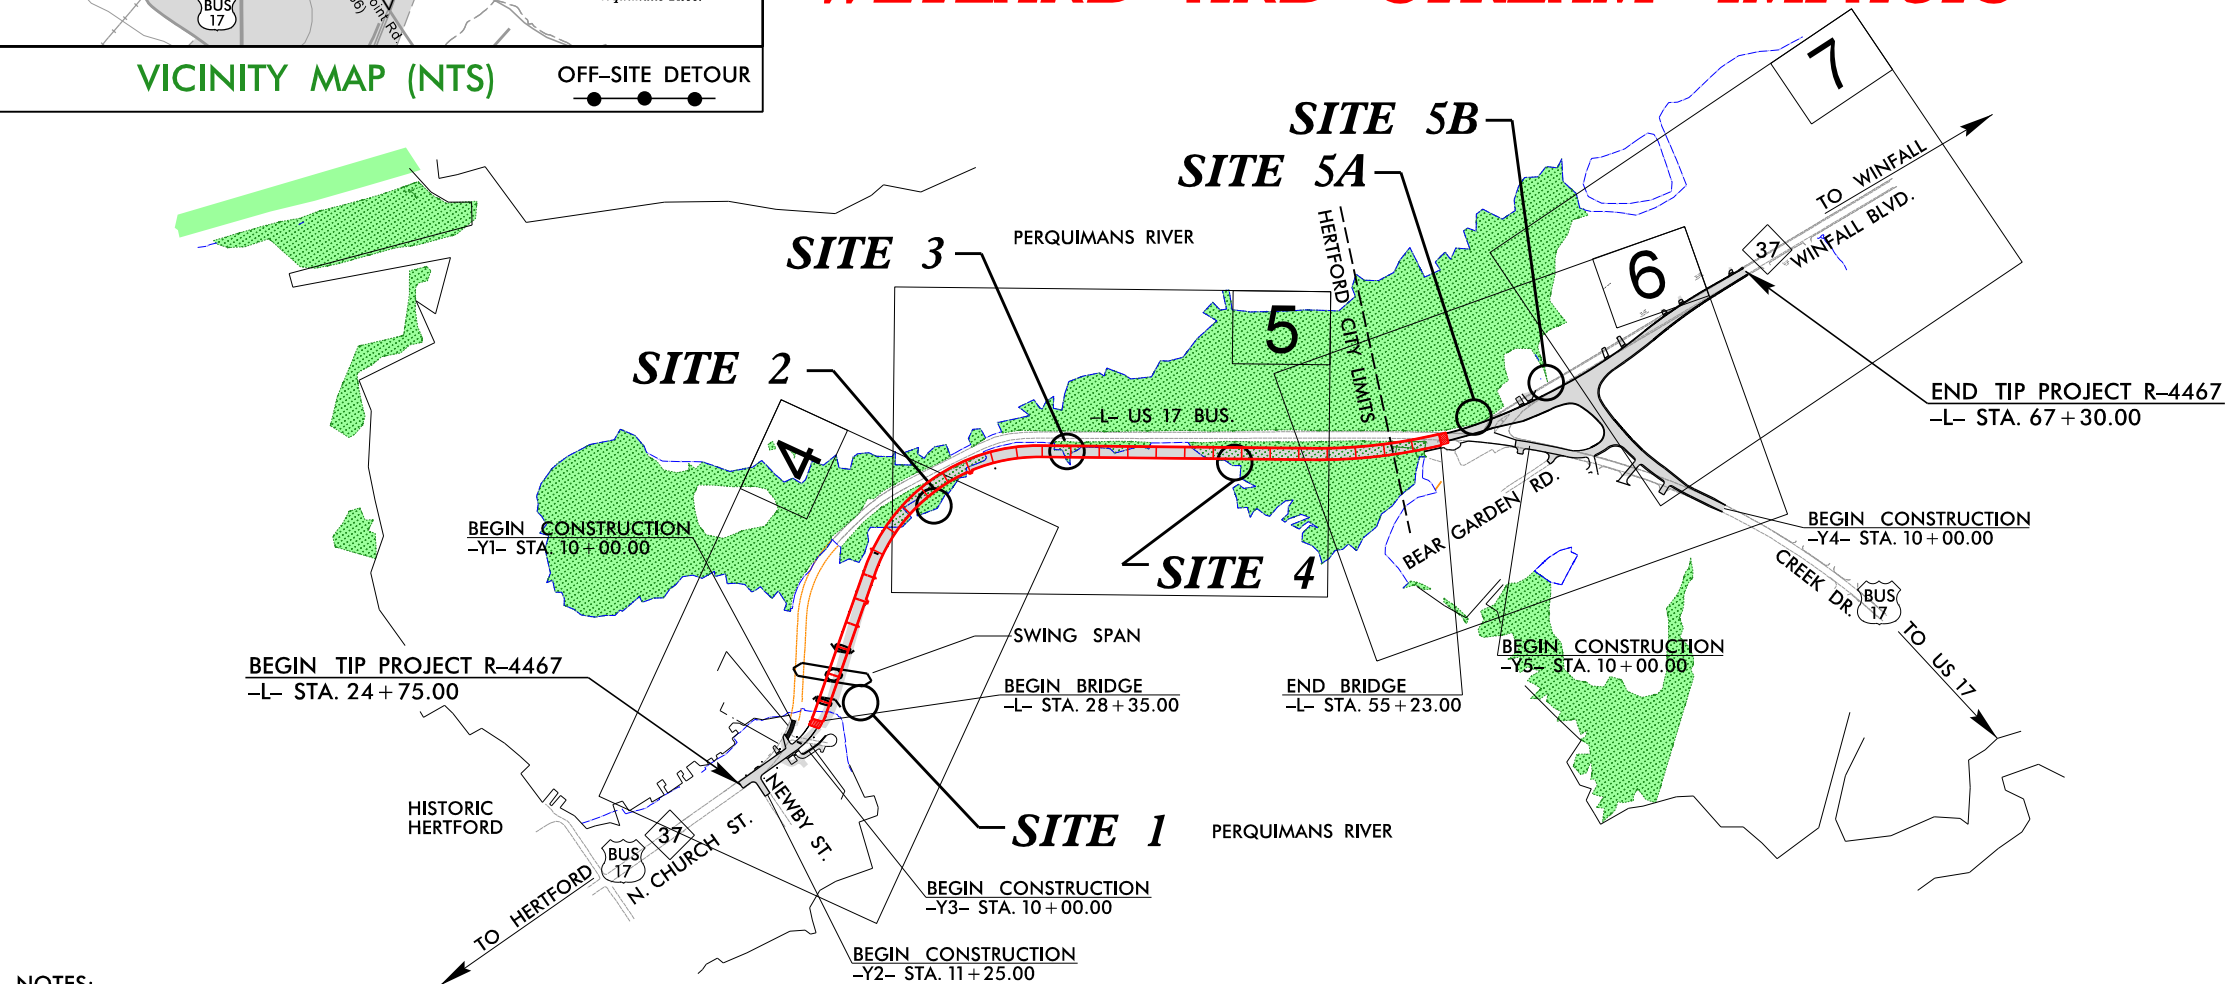 BUS
17
VICINITY MAP (NTS)
OFF–SITE DETOUR
7
SITE 5B
SITE 5A
TO WINFALL
WINFALL BLVD.
37
HERTFORD CITY LIMITS
PERQUIMANS RIVER
SITE 3
6
5
SITE 2
–L– US 17 BUS.
END TIP PROJECT R–4467
–L– STA. 67+30.00
4
BEGIN CONSTRUCTION
–Y1– STA. 10+00.00
BEAR GARDEN RD.
BEGIN CONSTRUCTION
–Y4– STA. 10+00.00
SITE 4
CREEK DR.
BUS
17
TO US 17
SWING SPAN
BEGIN CONSTRUCTION
–Y5– STA. 10+00.00
BEGIN TIP PROJECT R–4467
–L– STA. 24+75.00
BEGIN BRIDGE
–L– STA. 28+35.00
END BRIDGE
–L– STA. 55+23.00
HISTORIC
HERTFORD
NEWBY ST.
SITE 1
PERQUIMANS RIVER
37
BUS
17
N. CHURCH ST.
TO HERTFORD
BEGIN CONSTRUCTION
–Y3– STA. 10+00.00
BEGIN CONSTRUCTION
–Y2– STA. 11+25.00
NOTES: